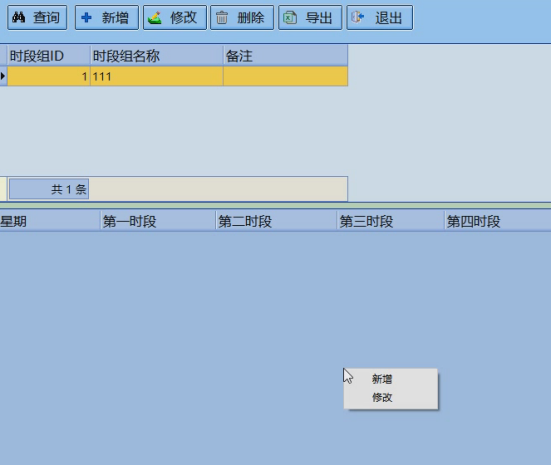 查询 新增 修改 删除 导出 退出
时段组ID 时段组名称 备注
1 111
共 1 条
星期 第一时段 第二时段 第三时段 第四时段
新增
修改